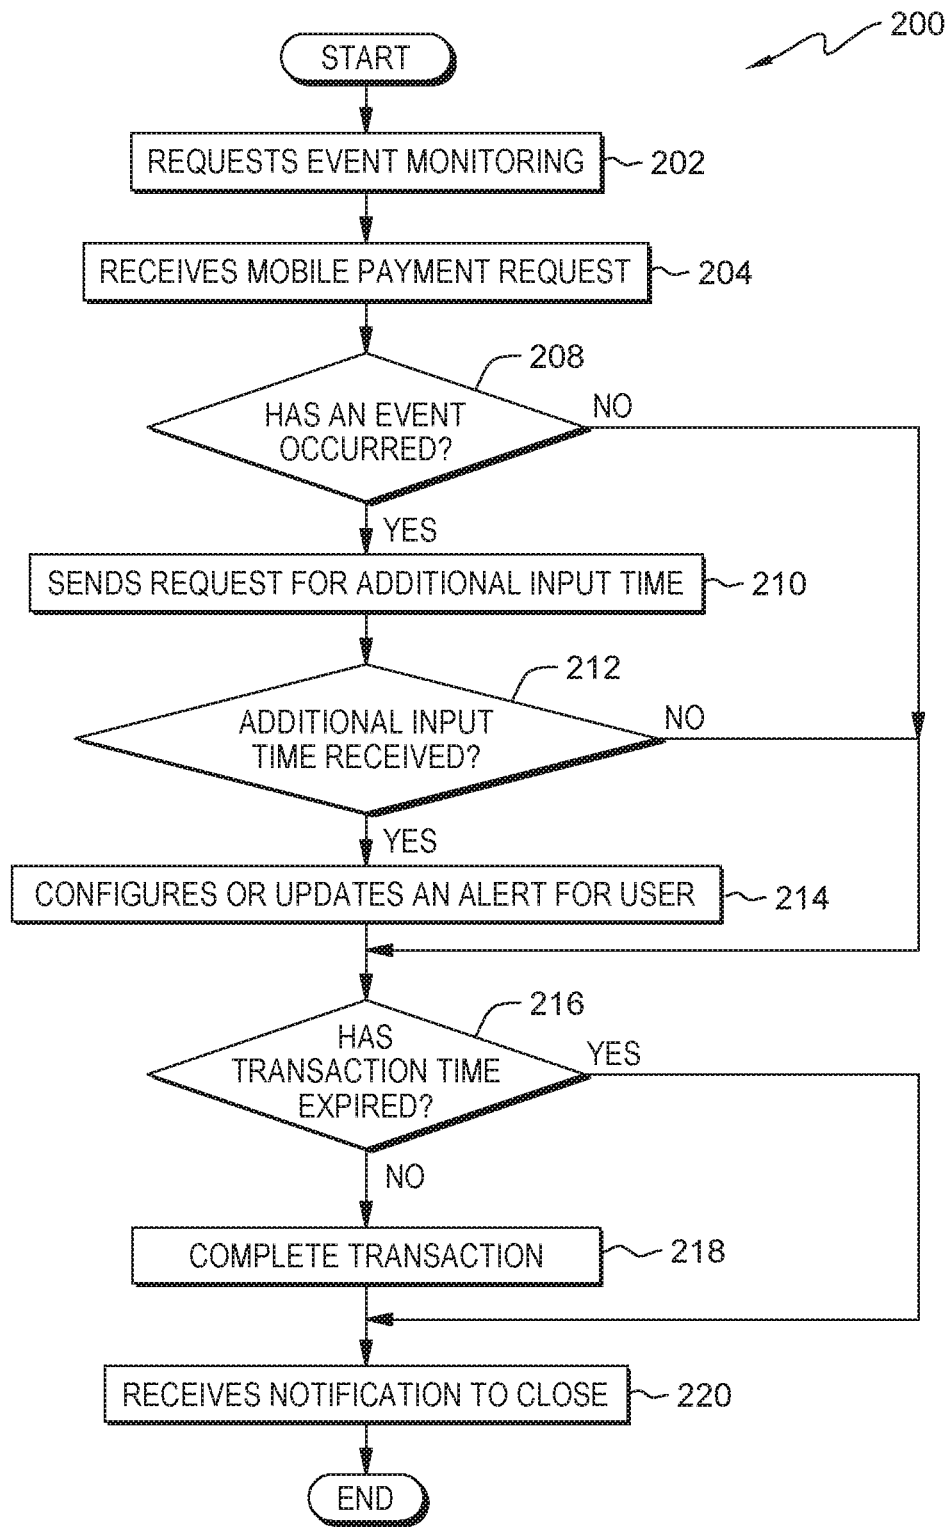 200
START
REQUESTS EVENT MONITORING
202
RECEIVES MOBILE PAYMENT REQUEST
204
208
HAS AN EVENT
OCCURRED?
NO
YES
SENDS REQUEST FOR ADDITIONAL INPUT TIME
210
212
ADDITIONAL INPUT
TIME RECEIVED?
NO
YES
CONFIGURES OR UPDATES AN ALERT FOR USER
214
216
HAS
TRANSACTION TIME
EXPIRED?
YES
NO
COMPLETE TRANSACTION
218
RECEIVES NOTIFICATION TO CLOSE
220
END